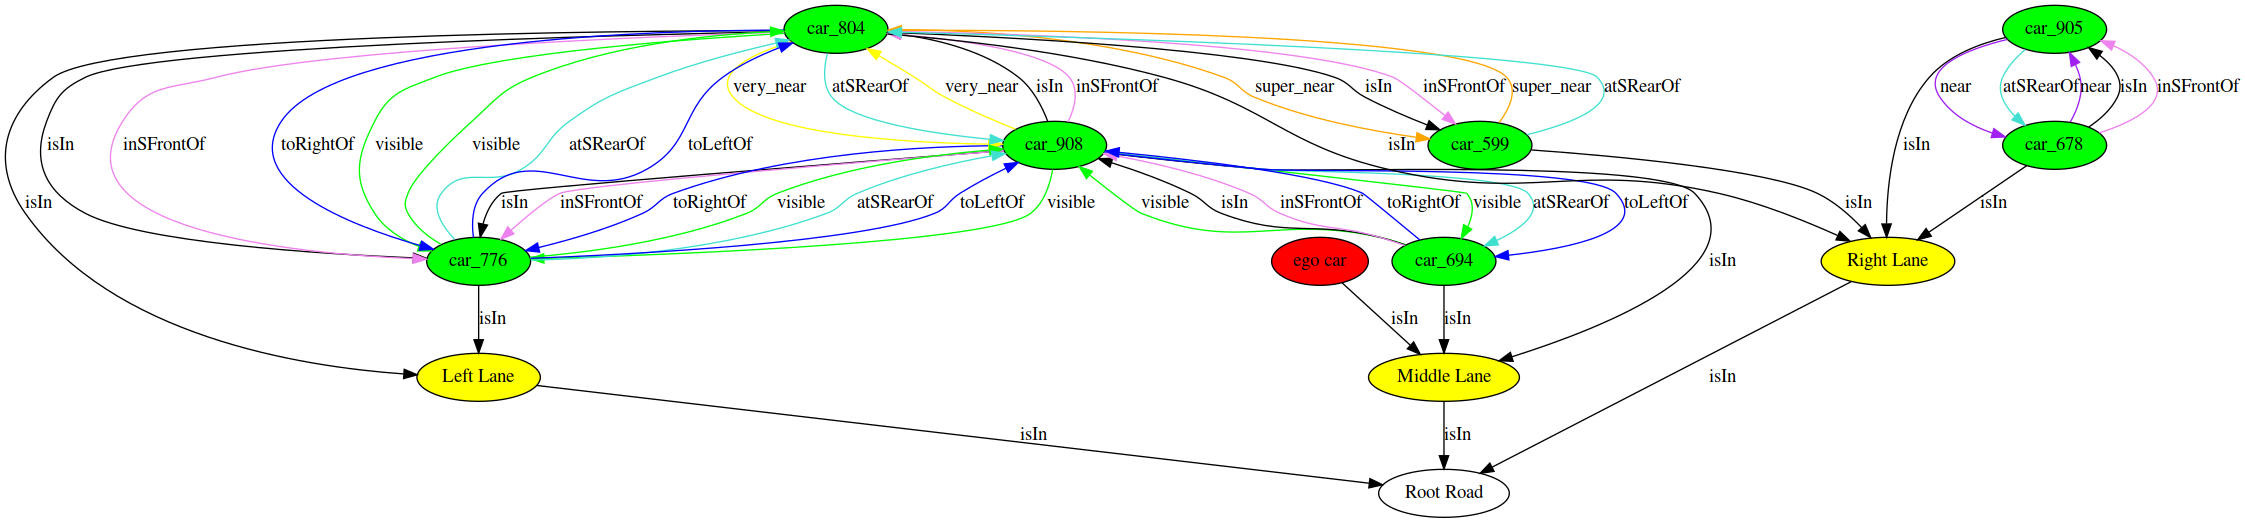 car_804
car_905
very_near
atSRearOf
very_near
isIn
inSFrontOf
super_near
isIn
inSFrontOf
super_near
atSRearOf
near
atSRearOf
near
isIn
inSFrontOf
isIn
inSFrontOf
toRightOf
visible
visible
atSRearOf
toLeftOf
car_908
isIn
car_599
isIn
car_678
isIn
isIn
inSFrontOf
toRightOf
visible
atSRearOf
toLeftOf
visible
visible
isIn
inSFrontOf
toRightOf
visible
atSRearOf
toLeftOf
isIn
isIn
car_776
ego car
car_694
isIn
Right Lane
isIn
isIn
isIn
Left Lane
Middle Lane
isIn
isIn
isIn
Root Road